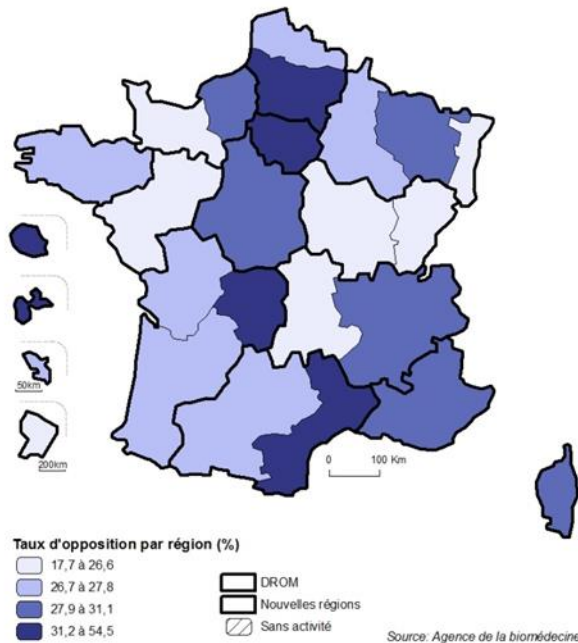 50km
200km
0 100 Km
Taux d'opposition par région (%)
17,7 à 26,6
26,7 à 27,8
27,9 à 31,1
31,2 à 54,5
DROM
Nouvelles régions
Sans activité
Source: Agence de la biomédecine